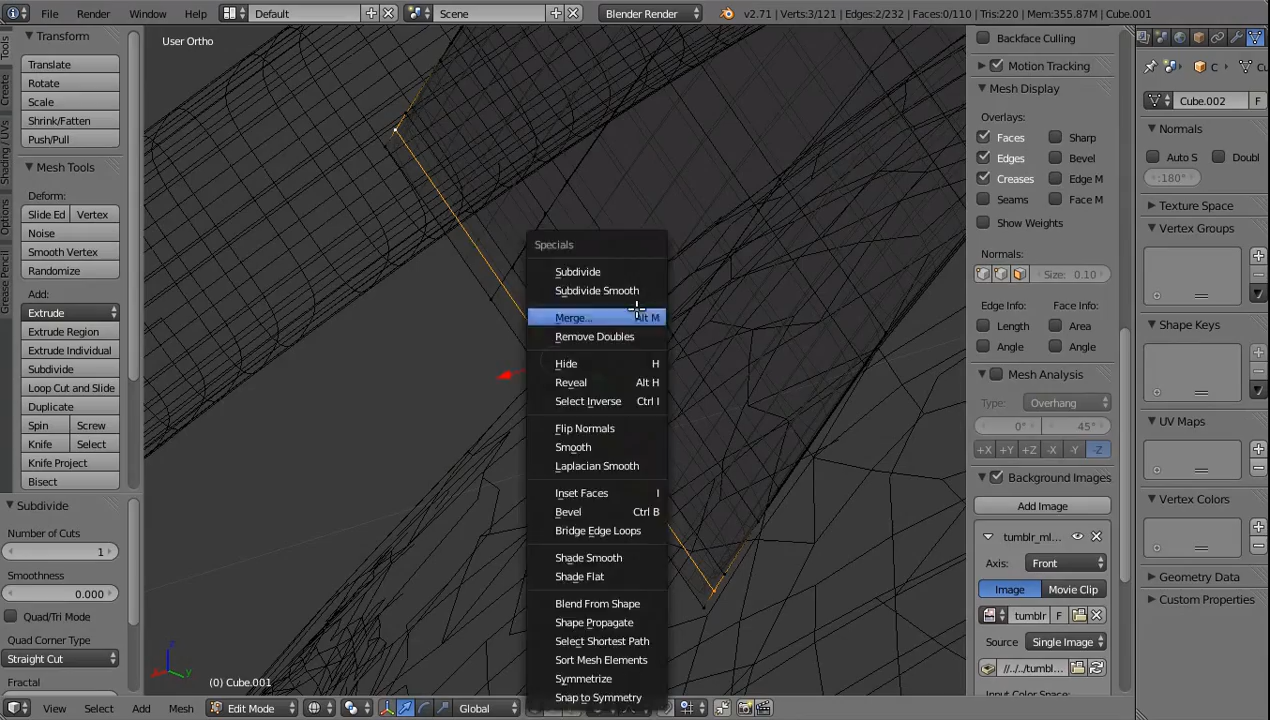 File Render Window Help Default Scene Blender Render v2.71 | Verts:3/121 | Edges:2/232 | Faces:0/110 | Tris:220 | Mem:355.87M | Cube.001
Tools
Create
Shading / UVs
Options
Grease Pencil
Transform
Translate
Rotate
Scale
Shrink/Fatten
Push/Pull
Mesh Tools
Deform:
Slide Ed Vertex
Noise
Smooth Vertex
Randomize
Add:
Extrude
Extrude Region
Extrude Individual
Subdivide
Loop Cut and Slide
Duplicate
Spin Screw
Knife Select
Knife Project
Bisect
Subdivide
Number of Cuts
1
Smoothness
0.000
Quad/Tri Mode
Quad Corner Type
Straight Cut
Fractal
User Ortho
Specials
Subdivide
Subdivide Smooth
Merge... Alt M
Remove Doubles
Hide H
Reveal Alt H
Select Inverse Ctrl I
Flip Normals
Smooth
Laplacian Smooth
Inset Faces I
Bevel Ctrl B
Bridge Edge Loops
Shade Smooth
Shade Flat
Blend From Shape
Shape Propagate
Select Shortest Path
Sort Mesh Elements
Symmetrize
Snap to Symmetry
z
y
(0) Cube.001
View Select Add Mesh Edit Mode Global
Backface Culling
Motion Tracking
Mesh Display
Overlays:
Faces Sharp
Edges Bevel
Creases Edge M
Seams Face M
Show Weights
Normals:
Size: 0.10
Edge Info: Face Info:
Length Area
Angle Angle
Mesh Analysis
Type: Overhang
0° 45°
+X +Y +Z -X -Y -Z
Background Images
Add Image
tumblr_ml...
Axis: Front
Image Movie Clip
tumblr F
Source Single Image
//../../tumbl...
Input Color Space
C Cu
Cube.002 F
Normals
Auto S Doubl
:180°
Texture Space
Vertex Groups
Shape Keys
UV Maps
Vertex Colors
Geometry Data
Custom Properties